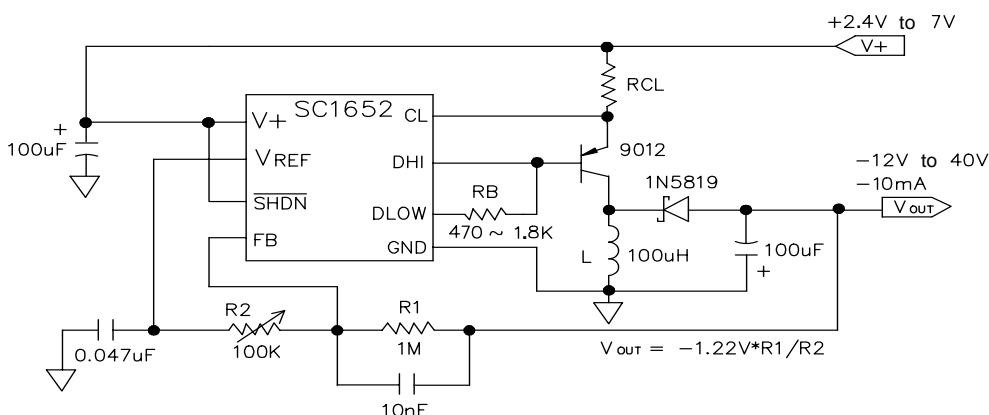 +2.4V to 7V
V+
RCL
SC1652
V+
CL
+
100uF
VREF
DHI
9012
-12V to 40V
-10mA
1N5819
VOUT
SHDN
RB
DLOW
470 ~ 1.8K
FB
GND
L
100uH
100uF
+
R2
R1
0.047uF
100K
1M
VOUT = -1.22V*R1/R2
10nF